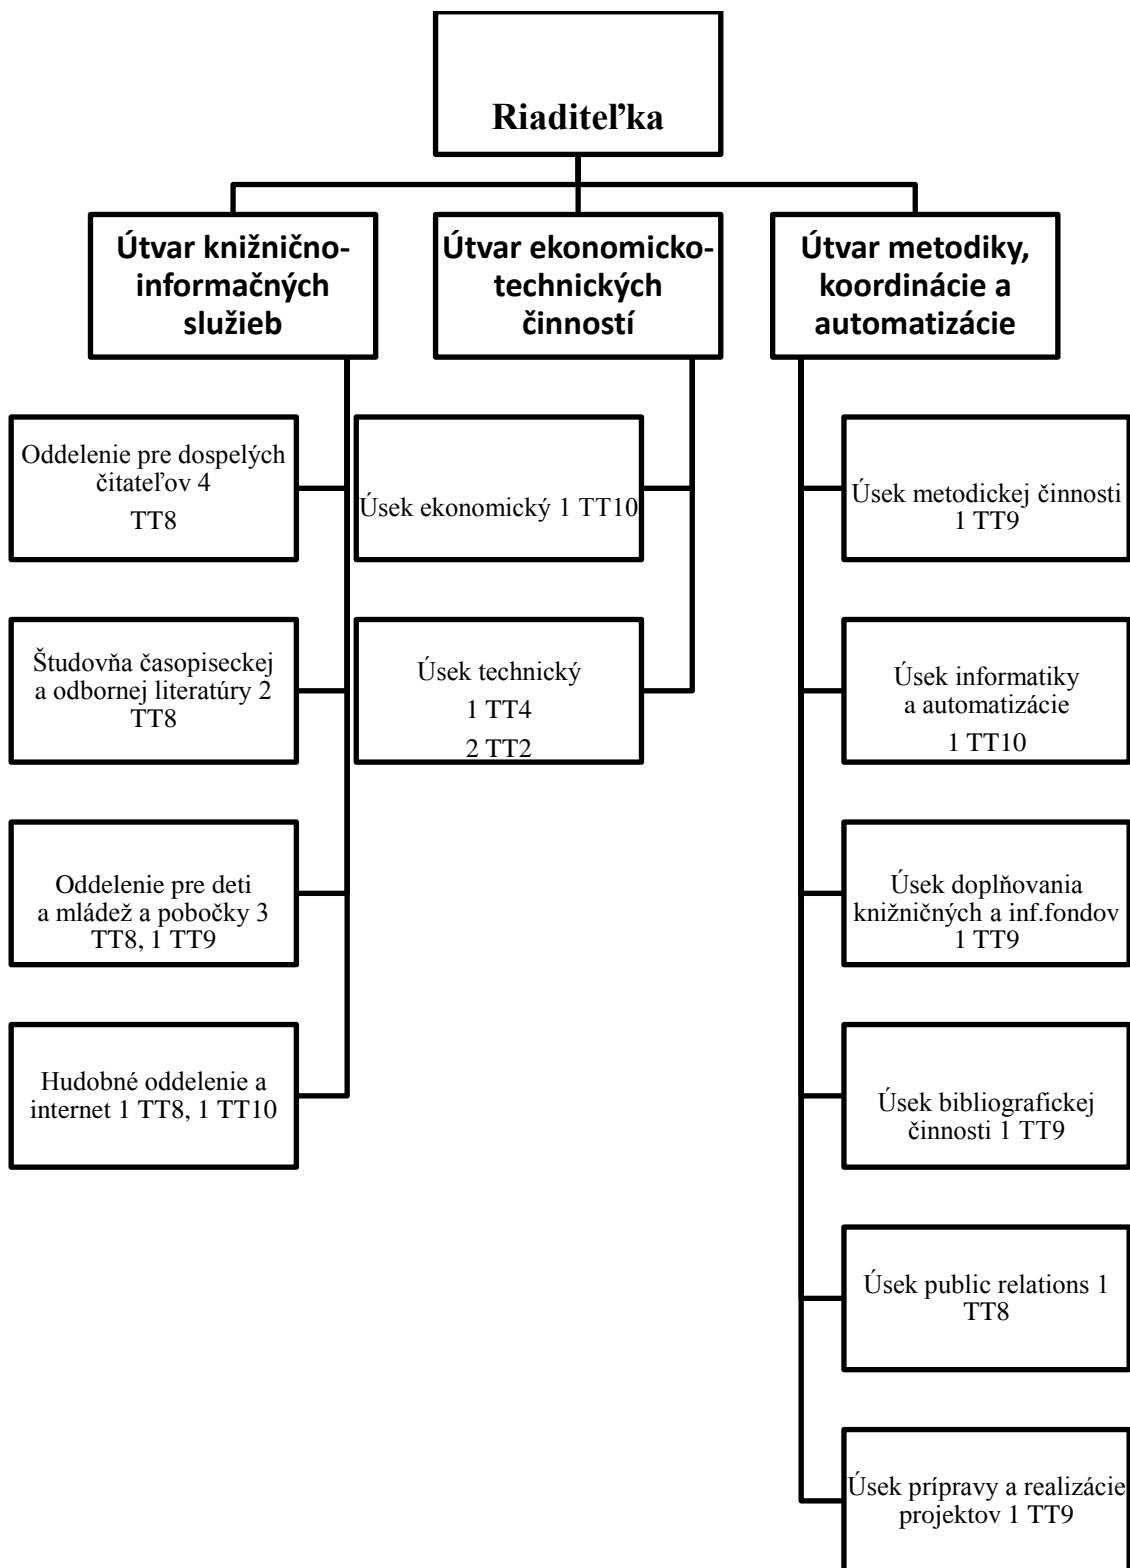 Riaditeľka
Útvar knižnično-
informačných
služieb
Útvar ekonomicko-
technických
činností
Útvar metodiky,
koordinácie a
automatizácie
Oddelenie pre dospelých
čitateľov 4
TT8
Študovňa časopiseckej
a odbornej literatúry 2
TT8
Oddelenie pre deti
a mládež a pobočky 3
TT8, 1 TT9
Hudobné oddelenie a
internet 1 TT8, 1 TT10
Úsek ekonomický 1 TT10
Úsek technický
1 TT4
2 TT2
Úsek metodickej činnosti
1 TT9
Úsek informatiky
a automatizácie
1 TT10
Úsek doplňovania
knižničných a inf.fondov
1 TT9
Úsek bibliografickej
činnosti 1 TT9
Úsek public relations 1
TT8
Úsek prípravy a realizácie
projektov 1 TT9